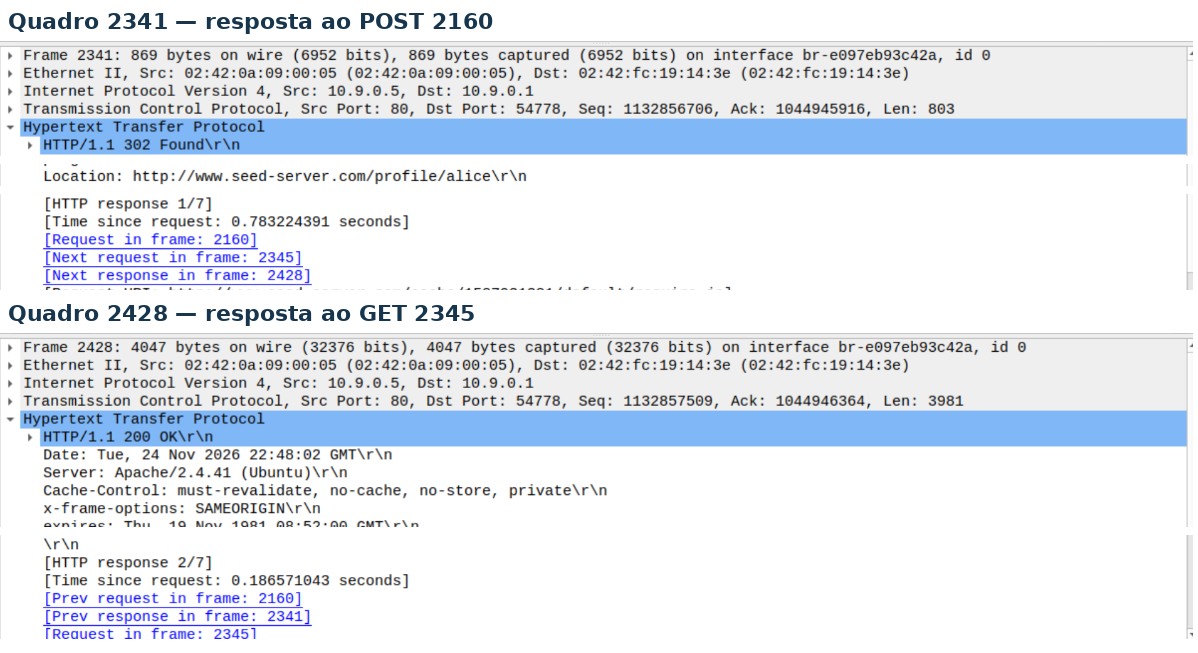 Quadro 2341 — resposta ao POST 2160
Frame 2341: 869 bytes on wire (6952 bits), 869 bytes captured (6952 bits) on interface br-e097eb93c42a, id 0
Ethernet II, Src: 02:42:0a:09:00:05 (02:42:0a:09:00:05), Dst: 02:42:fc:19:14:3e (02:42:fc:19:14:3e)
Internet Protocol Version 4, Src: 10.9.0.5, Dst: 10.9.0.1
Transmission Control Protocol, Src Port: 80, Dst Port: 54778, Seq: 1132856706, Ack: 1044945916, Len: 803
Hypertext Transfer Protocol
HTTP/1.1 302 Found\r\n
Location: http://www.seed-server.com/profile/alice\r\n
[HTTP response 1/7]
[Time since request: 0.783224391 seconds]
[Request in frame: 2160]
[Next request in frame: 2345]
[Next response in frame: 2428]
Quadro 2428 — resposta ao GET 2345
Frame 2428: 4047 bytes on wire (32376 bits), 4047 bytes captured (32376 bits) on interface br-e097eb93c42a, id 0
Ethernet II, Src: 02:42:0a:09:00:05 (02:42:0a:09:00:05), Dst: 02:42:fc:19:14:3e (02:42:fc:19:14:3e)
Internet Protocol Version 4, Src: 10.9.0.5, Dst: 10.9.0.1
Transmission Control Protocol, Src Port: 80, Dst Port: 54778, Seq: 1132857509, Ack: 1044946364, Len: 3981
Hypertext Transfer Protocol
HTTP/1.1 200 OK\r\n
Date: Tue, 24 Nov 2026 22:48:02 GMT\r\n
Server: Apache/2.4.41 (Ubuntu)\r\n
Cache-Control: must-revalidate, no-cache, no-store, private\r\n
x-frame-options: SAMEORIGIN\r\n
expires: Thu, 19 Nov 1981 08:52:00 GMT\r\n
\r\n
[HTTP response 2/7]
[Time since request: 0.186571043 seconds]
[Prev request in frame: 2160]
[Prev response in frame: 2341]
[Request in frame: 2345]